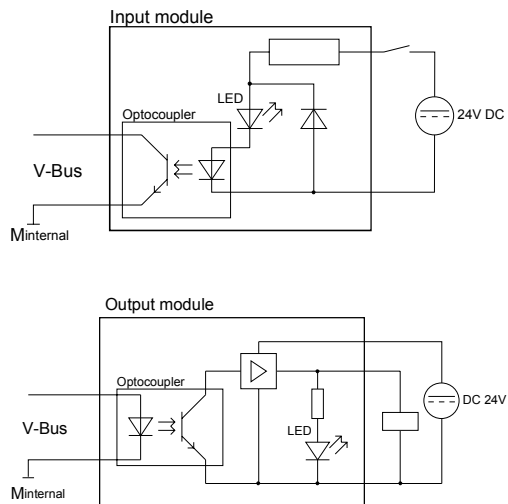 Input module
LED
Optocoupler
24V DC
V-Bus
Minternal
Output module
Optocoupler
DC 24V
V-Bus
LED
Minternal